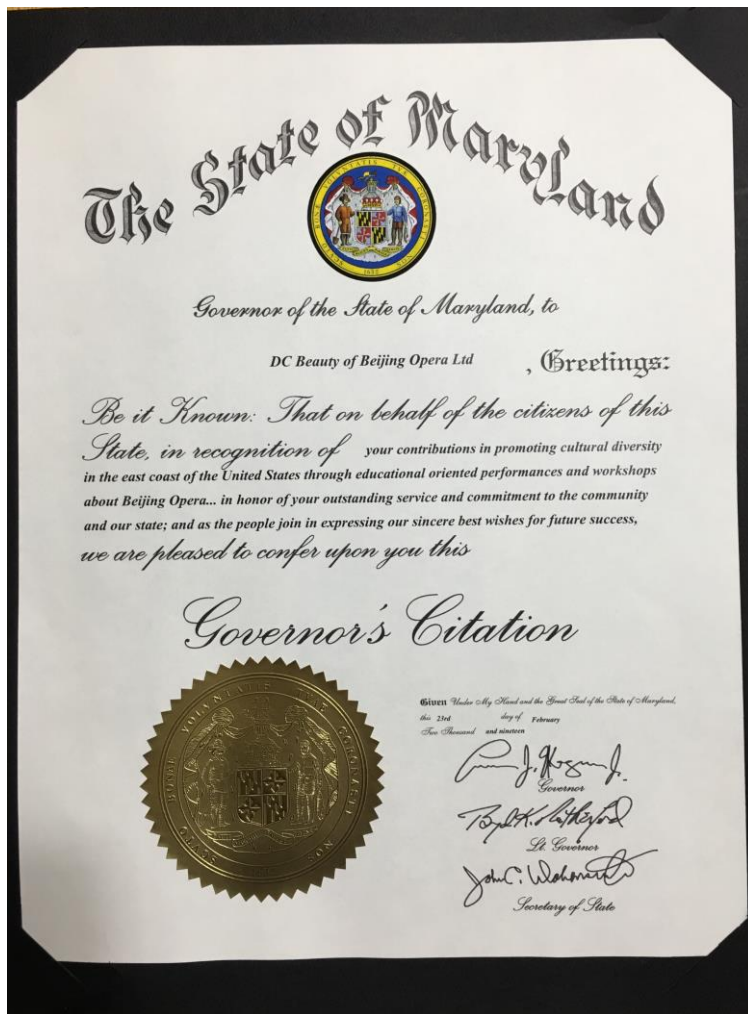 The State of Maryland
Governor of the State of Maryland, to
DC Beauty of Beijing Opera Ltd , Greetings:
Be it Known: That on behalf of the citizens of this
State, in recognition of your contributions in promoting cultural diversity
in the east coast of the United States through educational oriented performances and workshops
about Beijing Opera... in honor of your outstanding service and commitment to the community
and our state; and as the people join in expressing our sincere best wishes for future success,
we are pleased to confer upon you this
Governor's Citation
Given Under My Hand and the Great Seal of the State of Maryland,
this 23rd day of February
Two Thousand and nineteen
Governor
Lt. Governor
Secretary of State